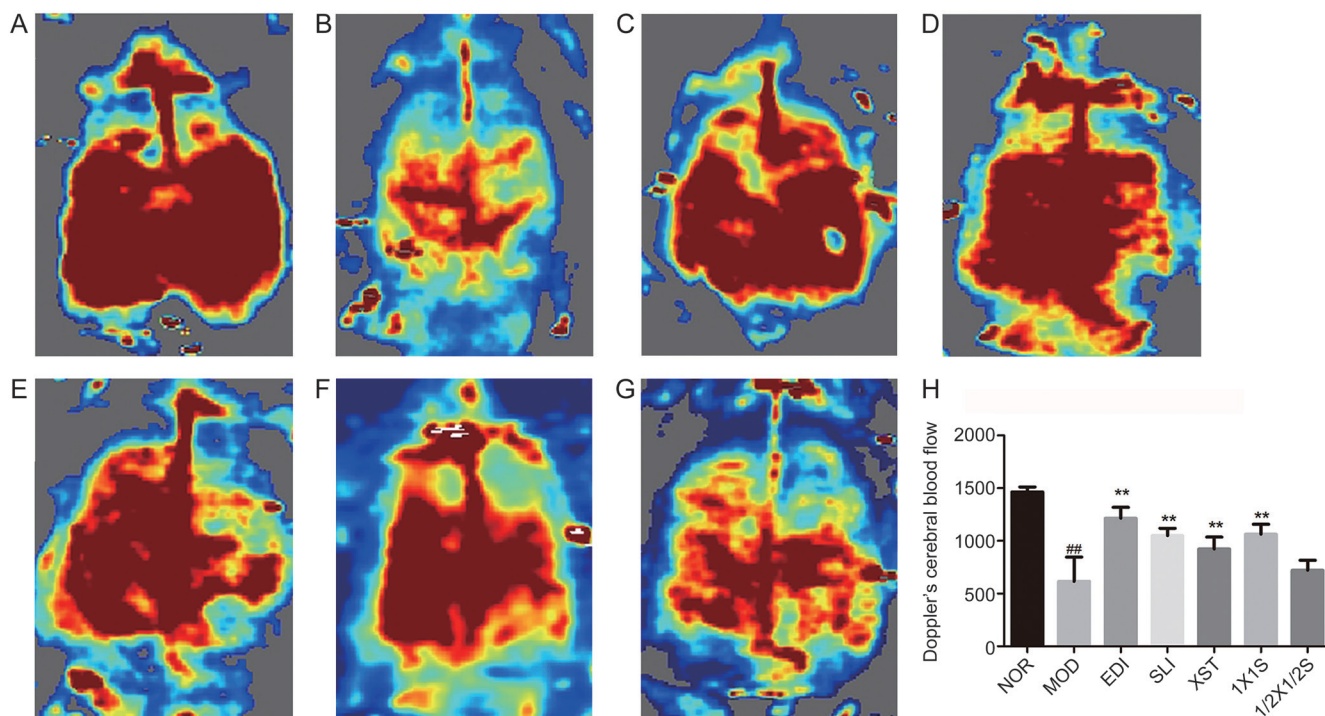 A
B
C
D
E
F
G
H
Doppler's cerebral blood flow
2000
1500
1000
500
0
##
**
**
**
**
NOR
MOD
EDI
SLI
XST
1X1S
1/2X1/2S